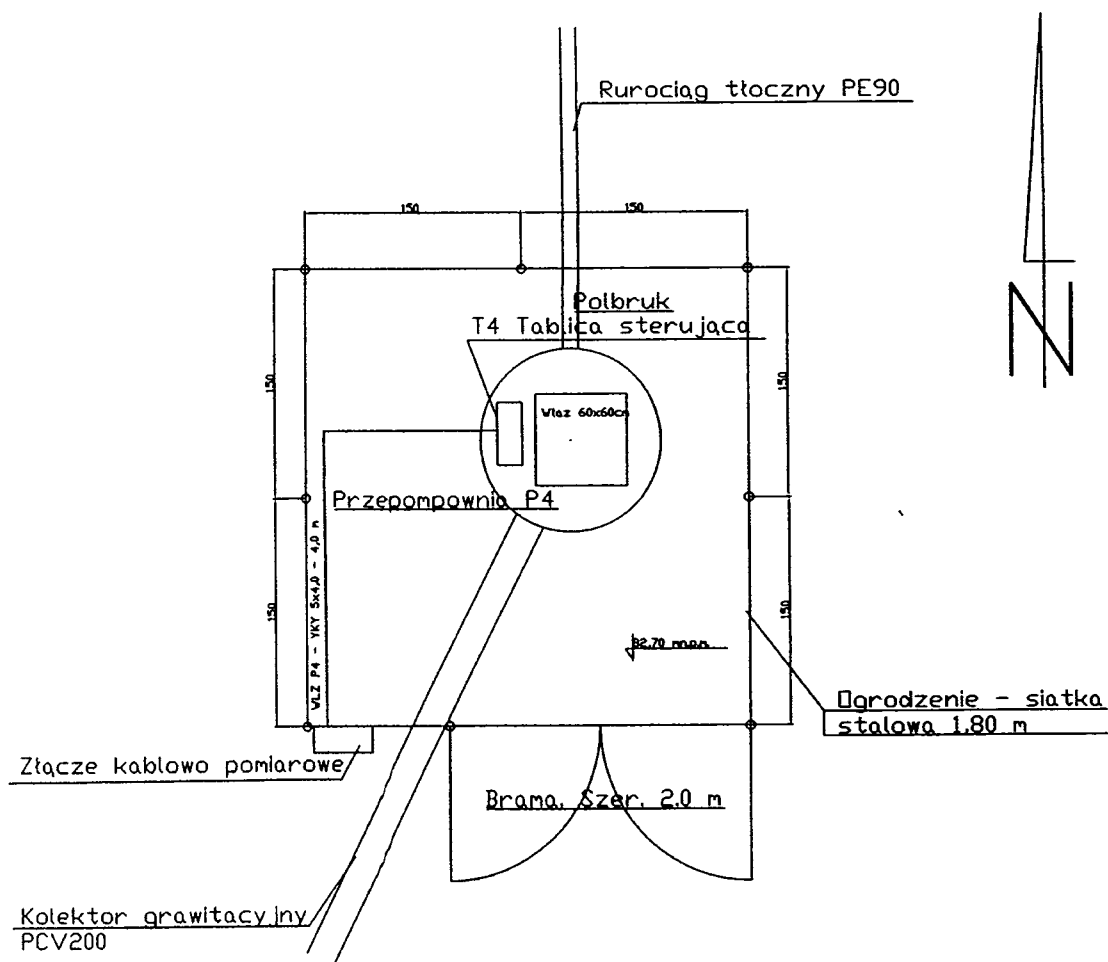 Rurociąg tłoczny PE90
150
150
Polbruk
T4 Tablica sterująca
150
150
Właz 60x60cm
N
Przepompownia P4
WLZ P4 - YKY 5x4,0 - 4,0 m
150
150
82.70 m.n.p.m.
Ogrodzenie - siatka
stalowa 1.80 m
Złącze kablowo pomiarowe
Brama. Szer. 2.0 m
Kolektor grawitacyjny
PCV200